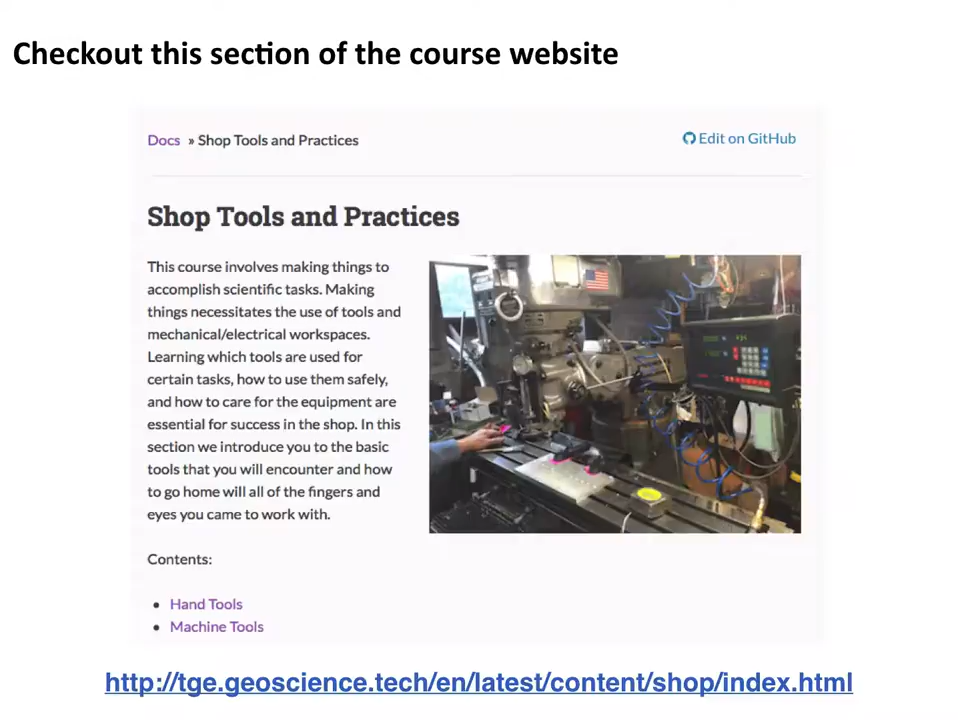 Checkout this section of the course website
Docs » Shop Tools and Practices
Edit on GitHub
Shop Tools and Practices
This course involves making things to
accomplish scientific tasks. Making
things necessitates the use of tools and
mechanical/electrical workspaces.
Learning which tools are used for
certain tasks, how to use them safely,
and how to care for the equipment are
essential for success in the shop. In this
section we introduce you to the basic
tools that you will encounter and how
to go home will all of the fingers and
eyes you came to work with.
Contents:
• Hand Tools
• Machine Tools
http://tge.geoscience.tech/en/latest/content/shop/index.html